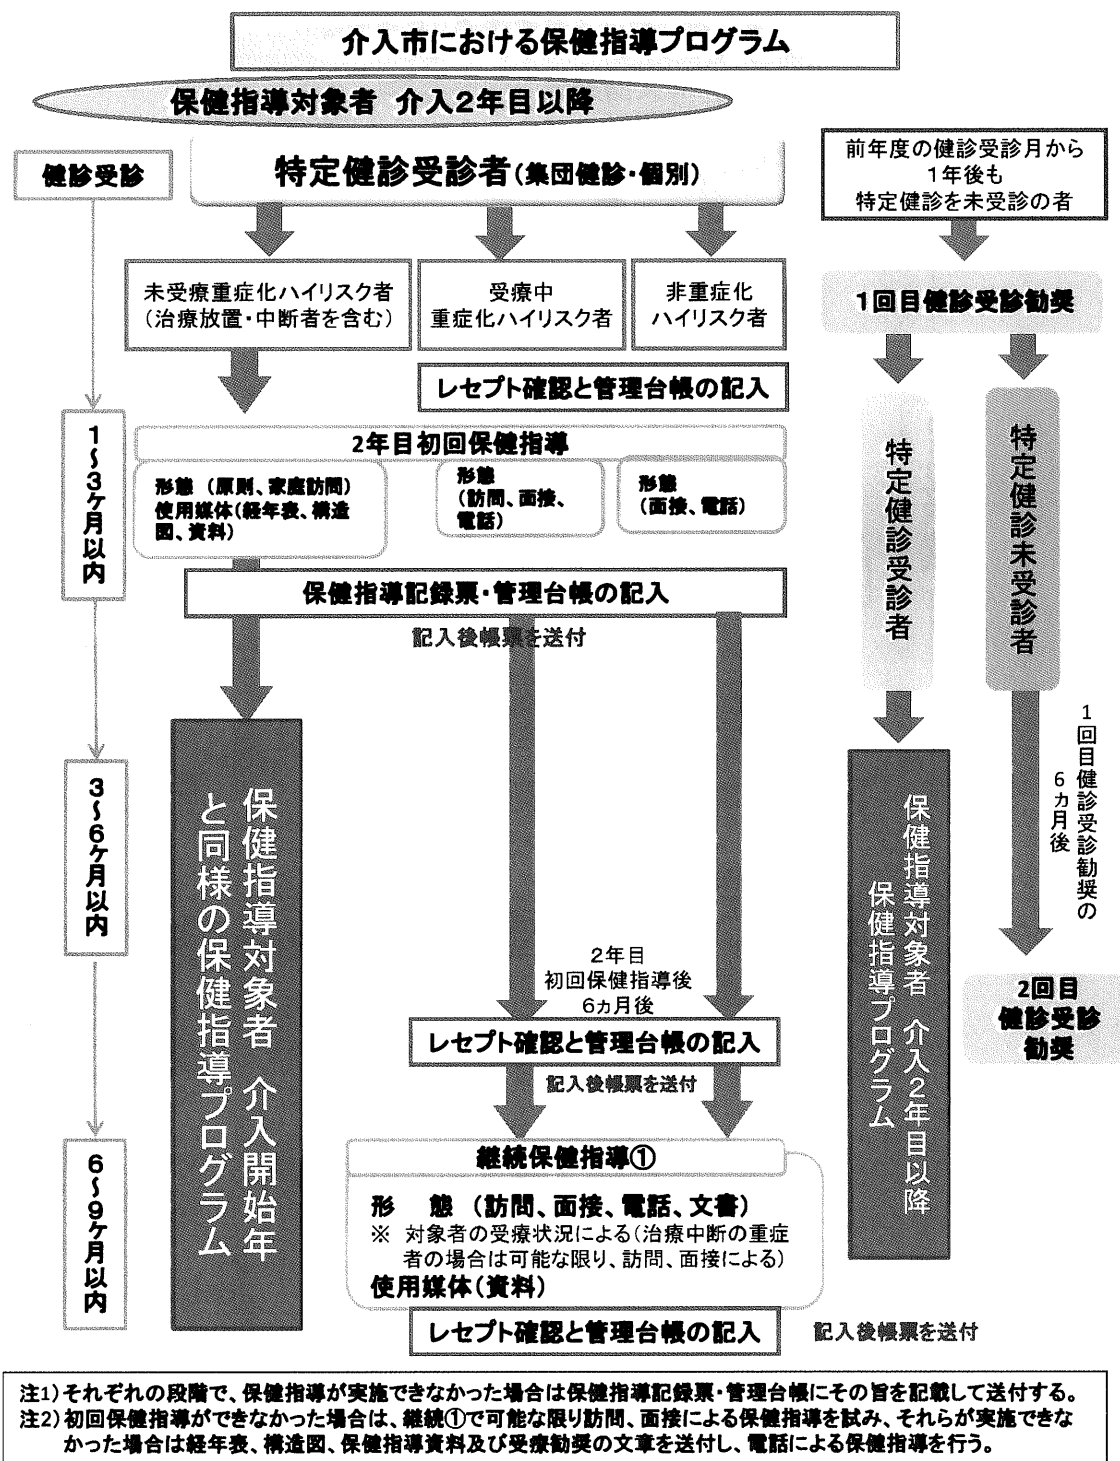 介入市における保健指導プログラム
保健指導対象者 介入2年目以降
健診受診
特定健診受診者(集団健診・個別)
前年度の健診受診月から
1年後も
特定健診を未受診の者
未受療重症化ハイリスク者
(治療放置・中断者を含む)
受療中
重症化ハイリスク者
非重症化
ハイリスク者
1回目健診受診勧奨
レセプト確認と管理台帳の記入
1~3ヶ月以内
2年目初回保健指導
形態 (原則、家庭訪問)
使用媒体(経年表、構造
図、資料)
形態
(訪問、面接、
電話)
形態
(面接、電話)
特定健診受診者
特定健診未受診者
保健指導記録票・管理台帳の記入
記入後帳票を送付
3~6ヶ月以内
保健指導対象者 介入開始年
と同様の保健指導プログラム
保健指導対象者 介入2年目以降
保健指導プログラム
1回目健診受診勧奨の
6ヵ月後
2年目
初回保健指導後
6ヵ月後
2回目
健診受診
勧奨
レセプト確認と管理台帳の記入
記入後帳票を送付
6~9ヶ月以内
継続保健指導①
形 態 (訪問、面接、電話、文書)
※ 対象者の受療状況による(治療中断の重症
者の場合は可能な限り、訪問、面接による)
使用媒体(資料)
レセプト確認と管理台帳の記入
記入後帳票を送付
注1)それぞれの段階で、保健指導が実施できなかった場合は保健指導記録票・管理台帳にその旨を記載して送付する。
注2)初回保健指導ができなかった場合は、継続①で可能な限り訪問、面接による保健指導を試み、それらが実施できな
かった場合は経年表、構造図、保健指導資料及び受療勧奨の文章を送付し、電話による保健指導を行う。